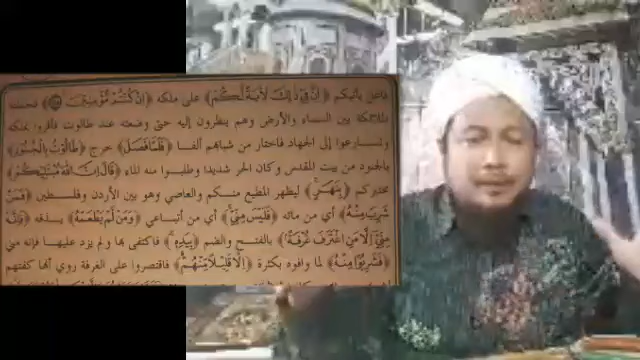 فاعل يأتيكم ﴿إن في ذلك لآية لكم﴾ على ملكه ﴿إن كنتم مؤمنين﴾ فحملته
الملائكة بين السماء والأرض وهم ينظرون إليه حتى وضعته عند طالوت فأقروا بملكه
وتسارعوا إلى الجهاد فاختار من شبابهم ألفا ﴿فلما فصل﴾ خرج ﴿طالوت بالجنود﴾
بالجنود من بيت المقدس وكان الحر شديدا وطلبوا منه الماء ﴿قال إن الله مبتليكم﴾
مختبركم ﴿بنهر﴾ ليظهر المطيع منكم والعاصي وهو بين الأردن وفلسطين ﴿فمن
شرب منه﴾ أي من مائه ﴿فليس مني﴾ أي من أتباعي ﴿ومن لم يطعمه﴾ يذقه ﴿فإنه
مني إلا من اغترف غرفة﴾ بالفتح والضم ﴿بيده﴾ فاكتفى بها ولم يزد عليها فإنه مني
﴿فشربوا منه﴾ لما وافوه بكثرة ﴿إلا قليلا منهم﴾ فاقتصروا على الغرفة روي أنها كفتهم